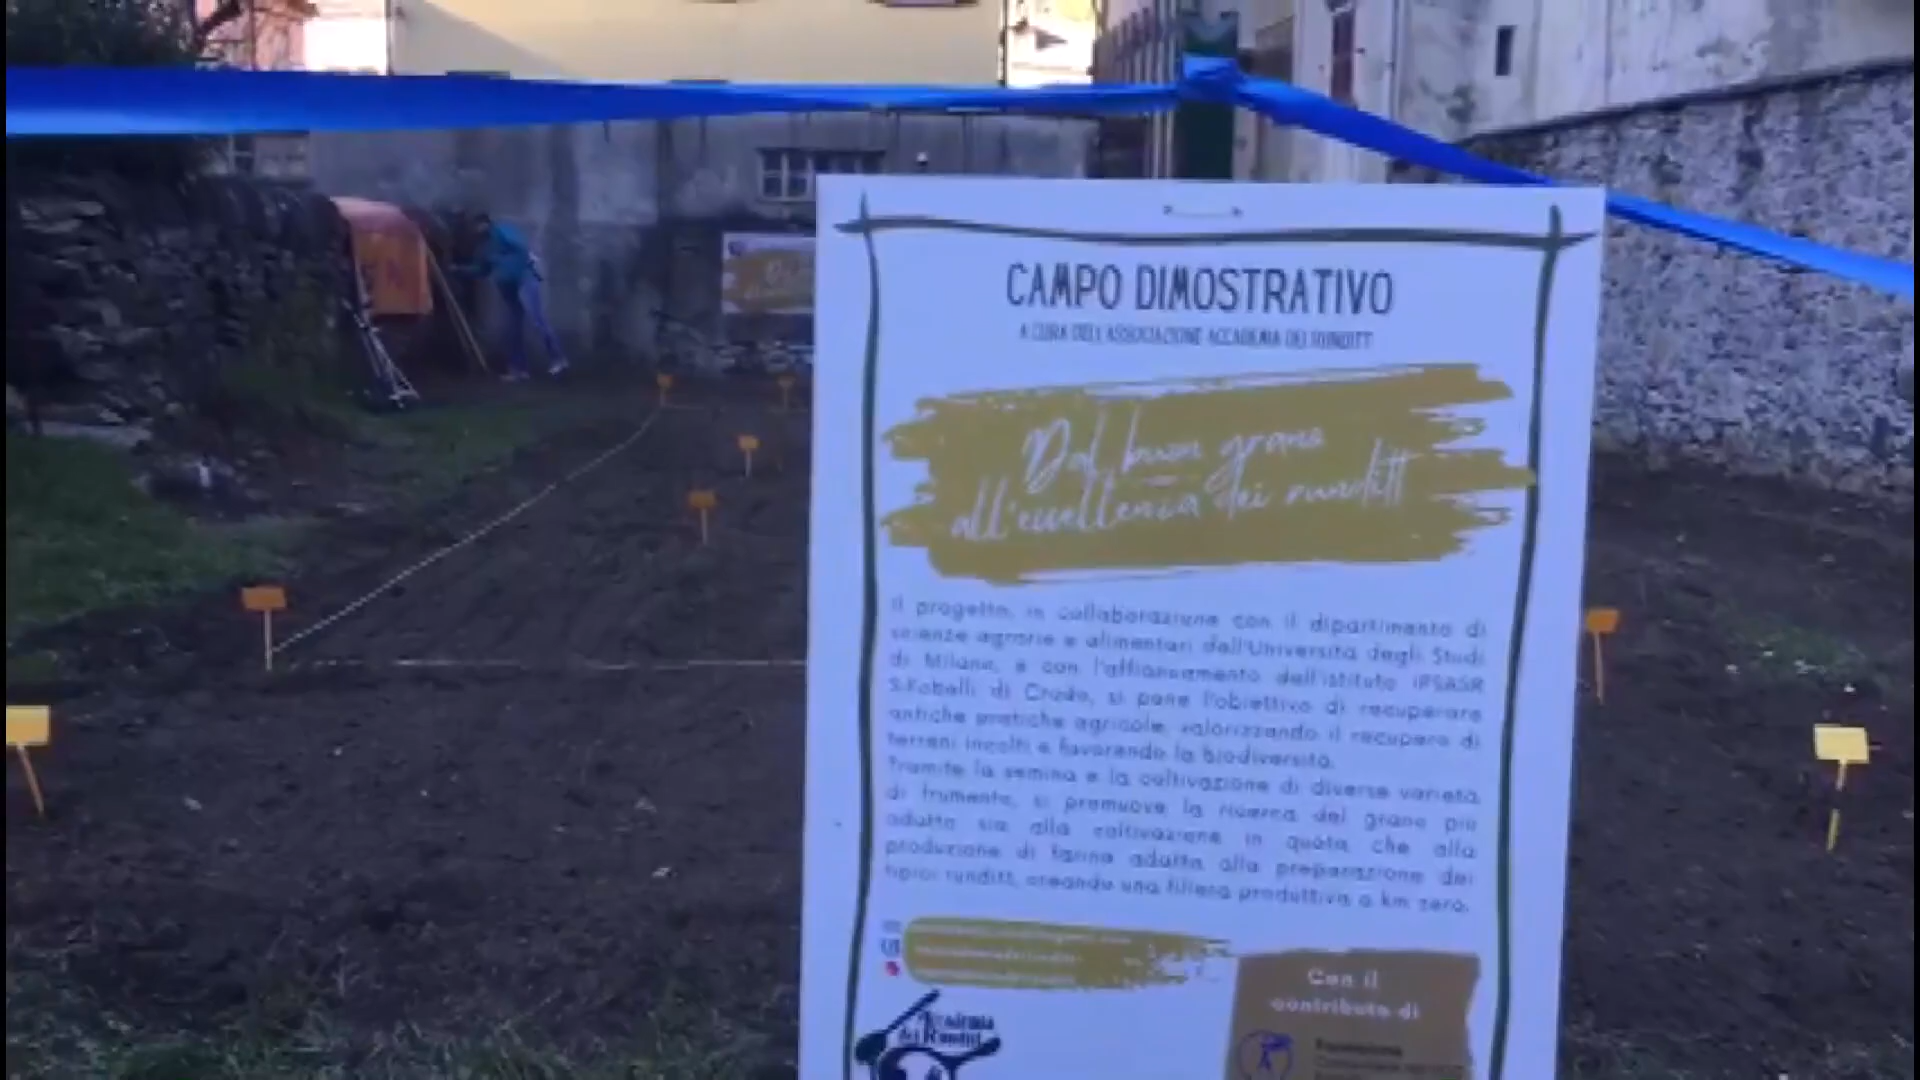 CAMPO DIMOSTRATIVO
A CURA DELL'ASSOCIAZIONE ACCADEMIA DEI RUNDITT
Dal buon grano
all'eccellenza dei runditt
Il progetto, in collaborazione con il dipartimento di
scienze agrarie e alimentari dell'Università degli Studi
di Milano, e con l'affiancamento dell'istituto IPSASR
S.Fobelli di Crodo, si pone l'obiettivo di recuperare
antiche pratiche agricole, valorizzando il recupero di
terreni incolti e favorendo la biodiversità.
Tramite la semina e la coltivazione di diverse varietà
di frumento, si promuove la ricerca del grano più
adatto sia alla coltivazione in quota che alla
produzione di farina adatta alla preparazione dei
tipici runditt, creando una filiera produttiva a km zero.
Con il
contributo di
Accademia
dei Runditt
Fondazione